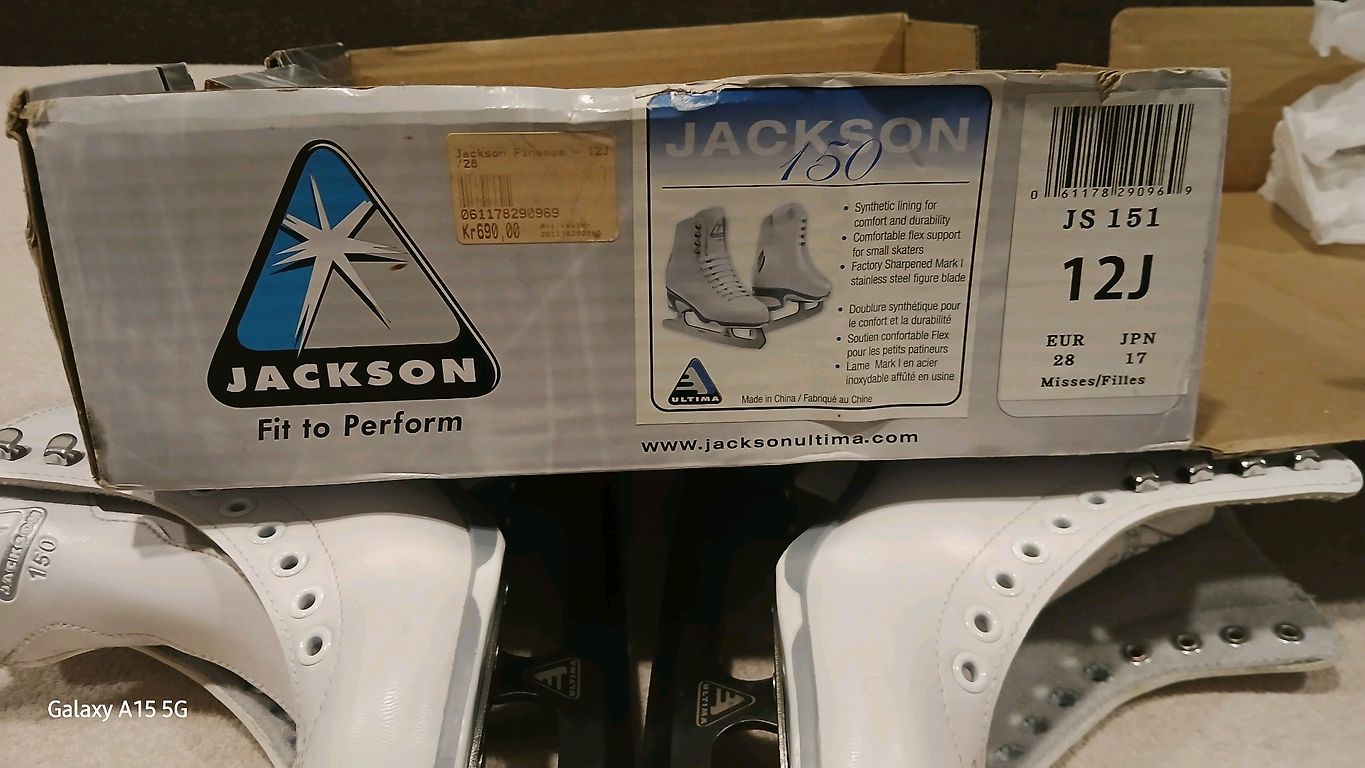 JACKSON
Fit to Perform
Jackson Finesse - 12J
/28
061178290969
Kr690,00
JACKSON
150
• Synthetic lining for
comfort and durability
• Comfortable flex support
for small skaters
• Factory Sharpened Mark I
stainless steel figure blade
• Doublure synthétique pour
le confort et la durabilité
• Soutien confortable Flex
pour les petits patineurs
• Lame Mark I en acier
inoxydable affûté en usine
ULTIMA
Made in China / Fabriqué au Chine
www.jacksonultima.com
0 61178 29096 9
JS 151
12J
EUR JPN
28 17
Misses/Filles
JACKSON
150
ULTIMA
ULTIMA
Galaxy A15 5G